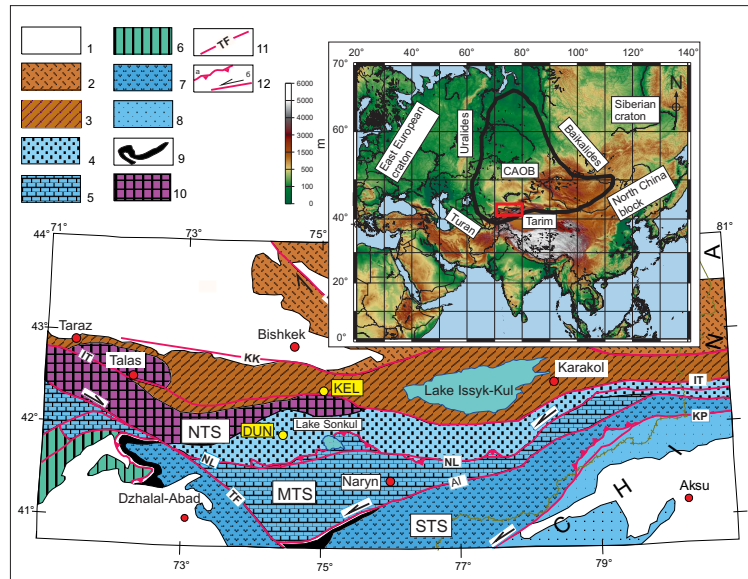 1
2
3
4
5
6
7
8
9
10
TF
11
a
б
12
6000
5000
4000
3000
2000
1500
1000
500
100
0
m
20°
40°
60°
80°
100°
120°
140°
70°
60°
50°
40°
30°
20°
0°
N
East European
craton
Uralides
Siberian
craton
Baikalides
CAOB
North China
block
Turan
Tarim
71°
73°
75°
81°
44°
43°
42°
41°
73°
75°
77°
79°
Taraz
Bishkek
KK
IT
Talas
KEL
Lake Issyk-Kul
Karakol
IT
NTS
DUN
Lake Sonkul
KP
NL
NL
MTS
Naryn
AI
TF
Dzhalal-Abad
STS
Aksu
C H I N A